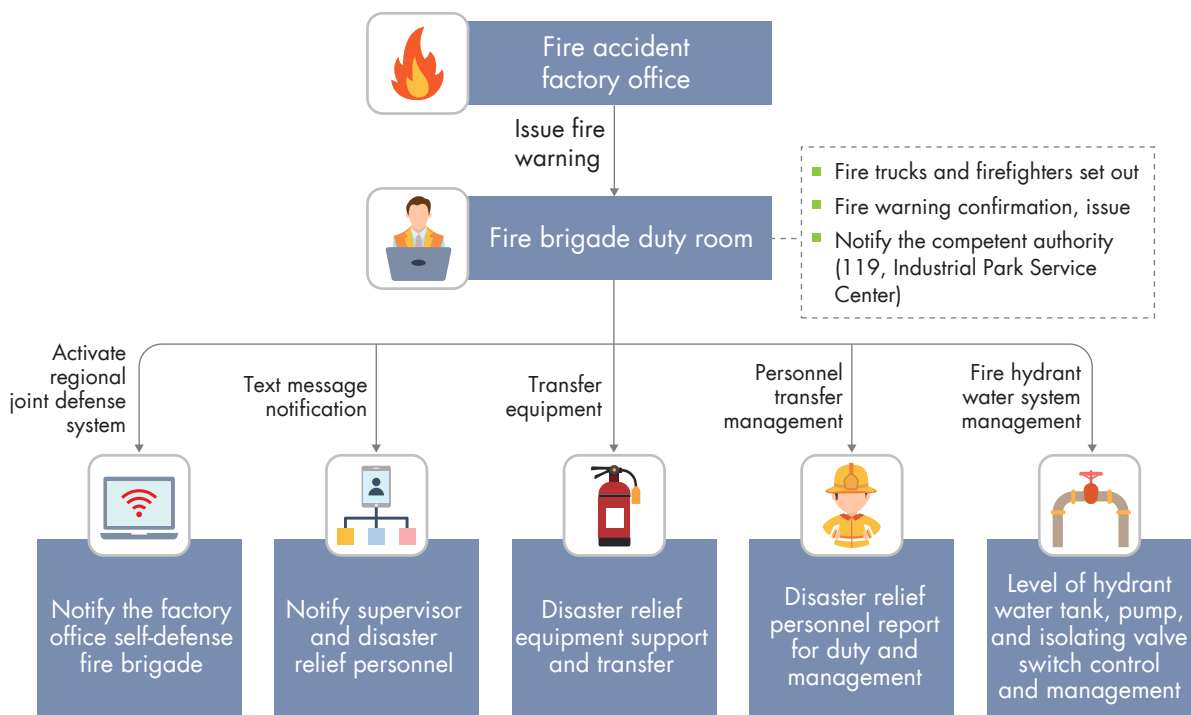 Fire accident
factory office
Issue fire
warning
Fire brigade duty room
Fire trucks and firefighters set out
Fire warning confirmation, issue
Notify the competent authority
(119, Industrial Park Service
Center)
Activate
regional
joint defense
system
Text message
notification
Transfer
equipment
Personnel
transfer
management
Fire hydrant
water system
management
Notify the factory
office self-defense
fire brigade
Notify supervisor
and disaster
relief personnel
Disaster relief
equipment support
and transfer
Disaster relief
personnel report
for duty and
management
Level of hydrant
water tank, pump,
and isolating valve
switch control
and management